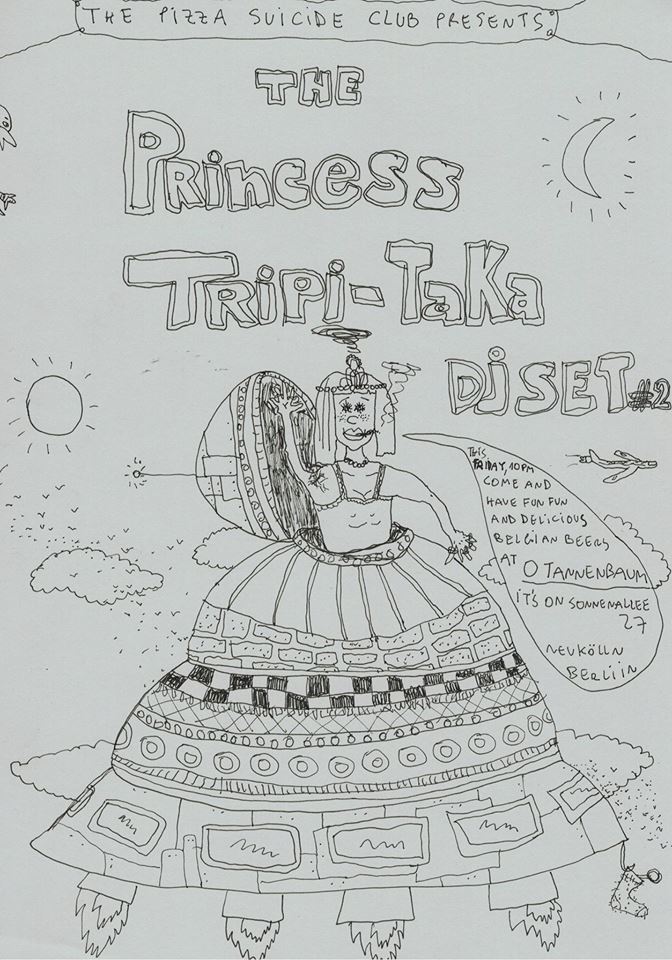 THE PIZZA SUICIDE CLUB PRESENTS
THE
PRINCESS
TRIPI-TAKA
DJ SET #2
THIS
FRIDAY, 10PM
COME AND
HAVE FUN FUN
AND DELICIOUS
BELGIAN BEERS
AT O TANNENBAUM
IT'S ON SONNENALLEE
27
NEUKÖLLN
BERLIIN